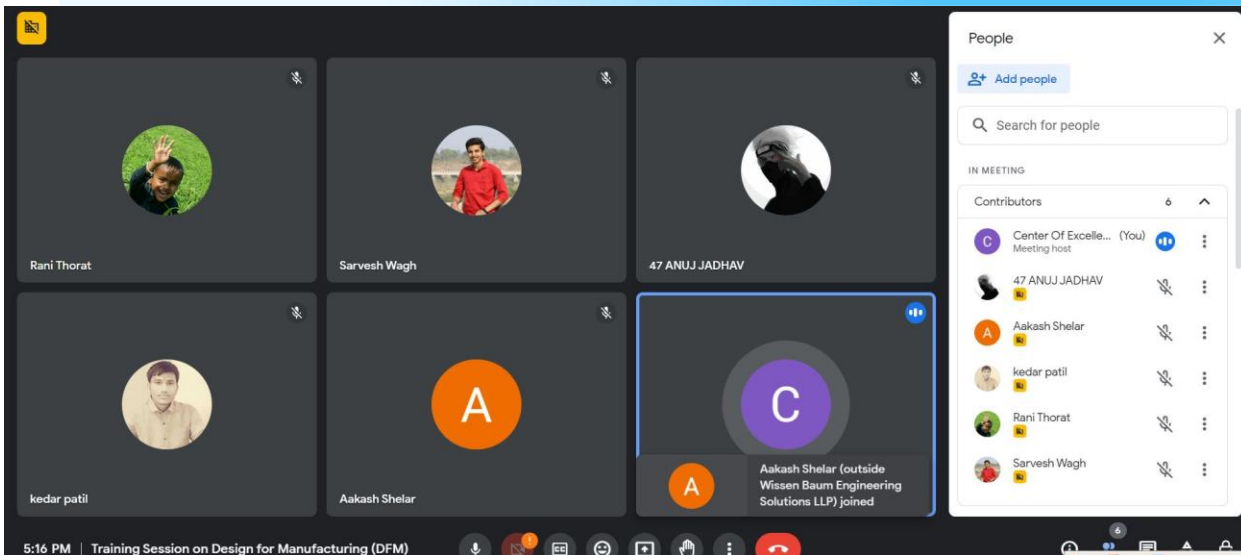 Rani Thorat
Sarvesh Wagh
47 ANUJ JADHAV
kedar patil
A
Aakash Shelar
C
A
Aakash Shelar (outside
Wissen Baum Engineering
Solutions LLP) joined
5:16 PM | Training Session on Design for Manufacturing (DFM)
CC
6
People
Add people
Search for people
IN MEETING
Contributors 6
C
Center Of Excelle... (You)
Meeting host
47 ANUJ JADHAV
A
Aakash Shelar
kedar patil
Rani Thorat
Sarvesh Wagh